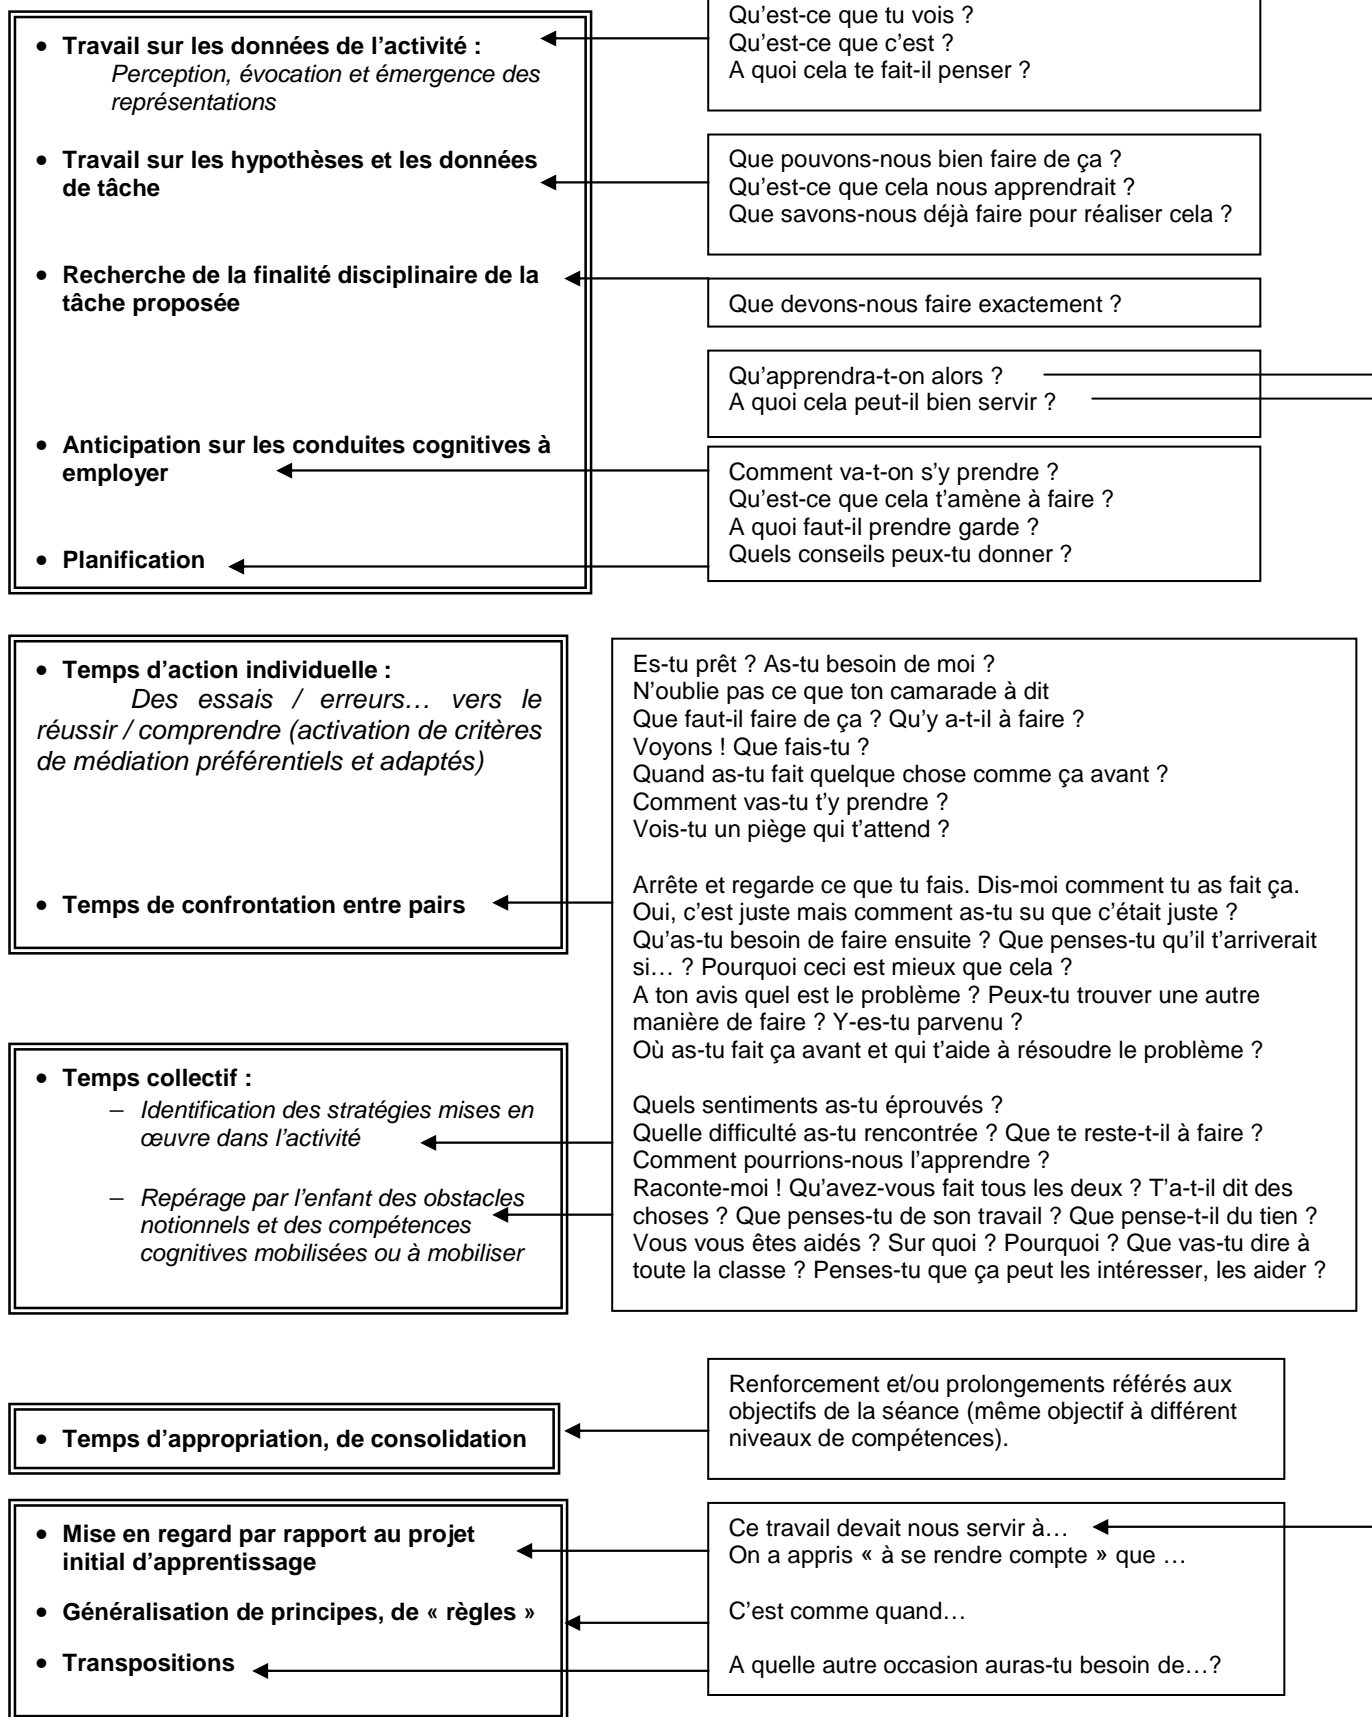 Qu’est-ce que tu vois ?
Qu’est-ce que c’est ?
A quoi cela te fait-il penser ?
• Travail sur les données de l’activité :
Perception, évocation et émergence des
représentations
• Travail sur les hypothèses et les données
de tâche
Que pouvons-nous bien faire de ça ?
Qu’est-ce que cela nous apprendrait ?
Que savons-nous déjà faire pour réaliser cela ?
• Recherche de la finalité disciplinaire de la
tâche proposée
Que devons-nous faire exactement ?
Qu’apprendra-t-on alors ?
A quoi cela peut-il bien servir ?
• Anticipation sur les conduites cognitives à
employer
• Planification
Comment va-t-on s’y prendre ?
Qu’est-ce que cela t’amène à faire ?
A quoi faut-il prendre garde ?
Quels conseils peux-tu donner ?
• Temps d’action individuelle :
Des essais / erreurs… vers le
réussir / comprendre (activation de critères
de médiation préférentiels et adaptés)
• Temps de confrontation entre pairs
Es-tu prêt ? As-tu besoin de moi ?
N’oublie pas ce que ton camarade à dit
Que faut-il faire de ça ? Qu’y a-t-il à faire ?
Voyons ! Que fais-tu ?
Quand as-tu fait quelque chose comme ça avant ?
Comment vas-tu t’y prendre ?
Vois-tu un piège qui t’attend ?
Arrête et regarde ce que tu fais. Dis-moi comment tu as fait ça.
Oui, c’est juste mais comment as-tu su que c’était juste ?
Qu’as-tu besoin de faire ensuite ? Que penses-tu qu’il t’arriverait
si… ? Pourquoi ceci est mieux que cela ?
A ton avis quel est le problème ? Peux-tu trouver une autre
manière de faire ? Y-es-tu parvenu ?
Où as-tu fait ça avant et qui t’aide à résoudre le problème ?
Quels sentiments as-tu éprouvés ?
Quelle difficulté as-tu rencontrée ? Que te reste-t-il à faire ?
Comment pourrions-nous l’apprendre ?
Raconte-moi ! Qu’avez-vous fait tous les deux ? T’a-t-il dit des
choses ? Que penses-tu de son travail ? Que pense-t-il du tien ?
Vous vous êtes aidés ? Sur quoi ? Pourquoi ? Que vas-tu dire à
toute la classe ? Penses-tu que ça peut les intéresser, les aider ?
• Temps collectif :
– Identification des stratégies mises en
œuvre dans l’activité
– Repérage par l’enfant des obstacles
notionnels et des compétences
cognitives mobilisées ou à mobiliser
• Temps d’appropriation, de consolidation
Renforcement et/ou prolongements référés aux
objectifs de la séance (même objectif à différent
niveaux de compétences).
• Mise en regard par rapport au projet
initial d’apprentissage
• Généralisation de principes, de « règles »
• Transpositions
Ce travail devait nous servir à…
On a appris « à se rendre compte » que …
C’est comme quand…
A quelle autre occasion auras-tu besoin de…?